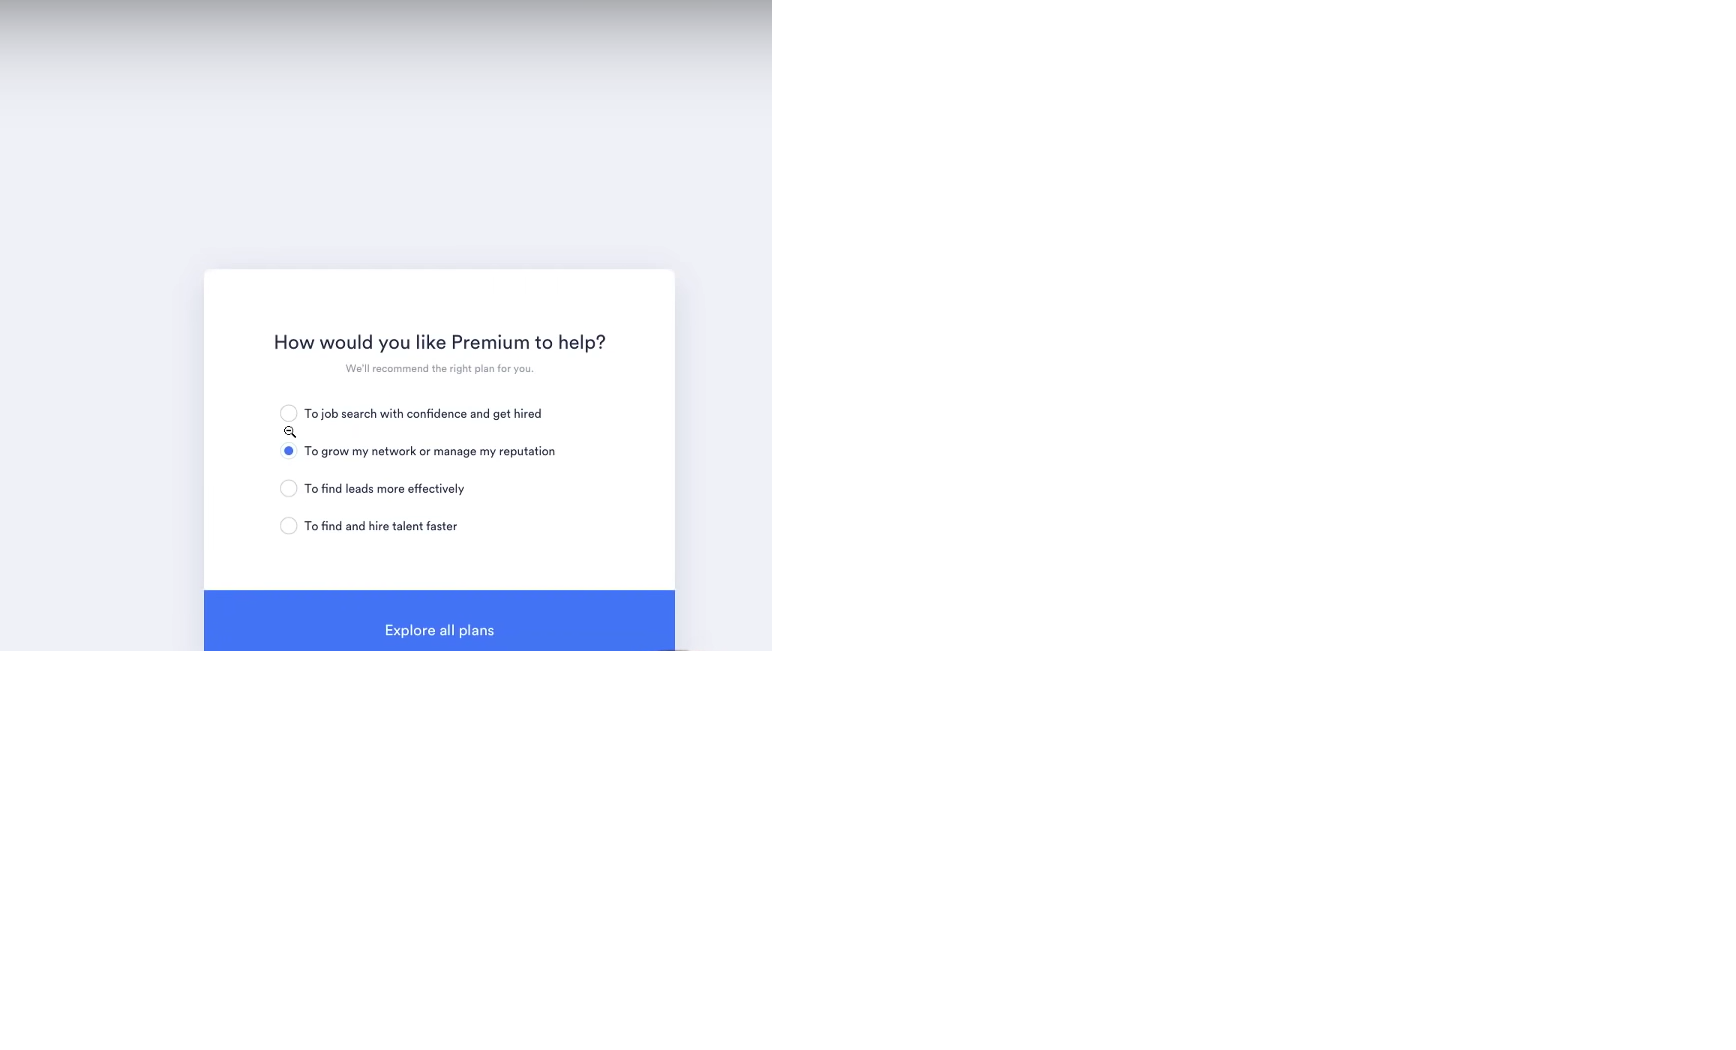 How would you like Premium to help?
We'll recommend the right plan for you.
To job search with confidence and get hired
To grow my network or manage my reputation
To find leads more effectively
To find and hire talent faster
Explore all plans